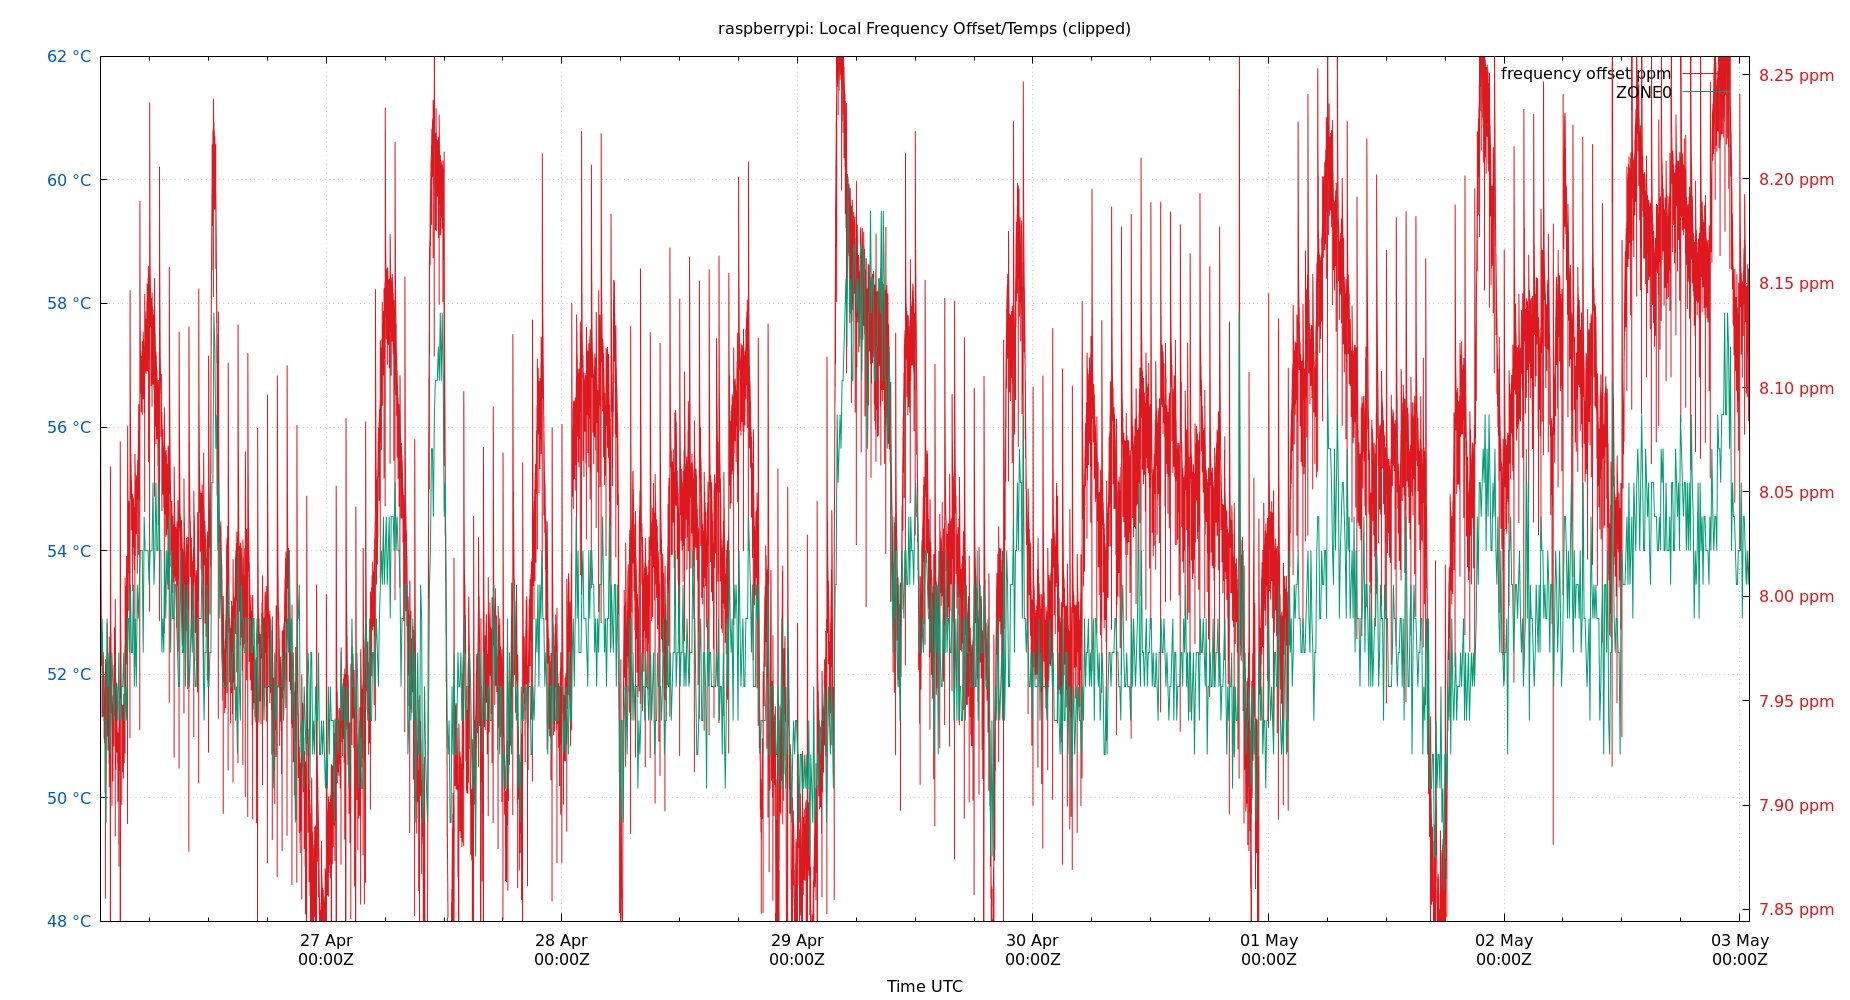 raspberrypi: Local Frequency Offset/Temps (clipped)
62 °C
60 °C
58 °C
56 °C
54 °C
52 °C
50 °C
48 °C
frequency offset ppm
ZONE0
8.25 ppm
8.20 ppm
8.15 ppm
8.10 ppm
8.05 ppm
8.00 ppm
7.95 ppm
7.90 ppm
7.85 ppm
27 Apr 28 Apr 29 Apr 30 Apr 01 May 02 May 03 May
00:00Z 00:00Z 00:00Z 00:00Z 00:00Z 00:00Z 00:00Z
Time UTC